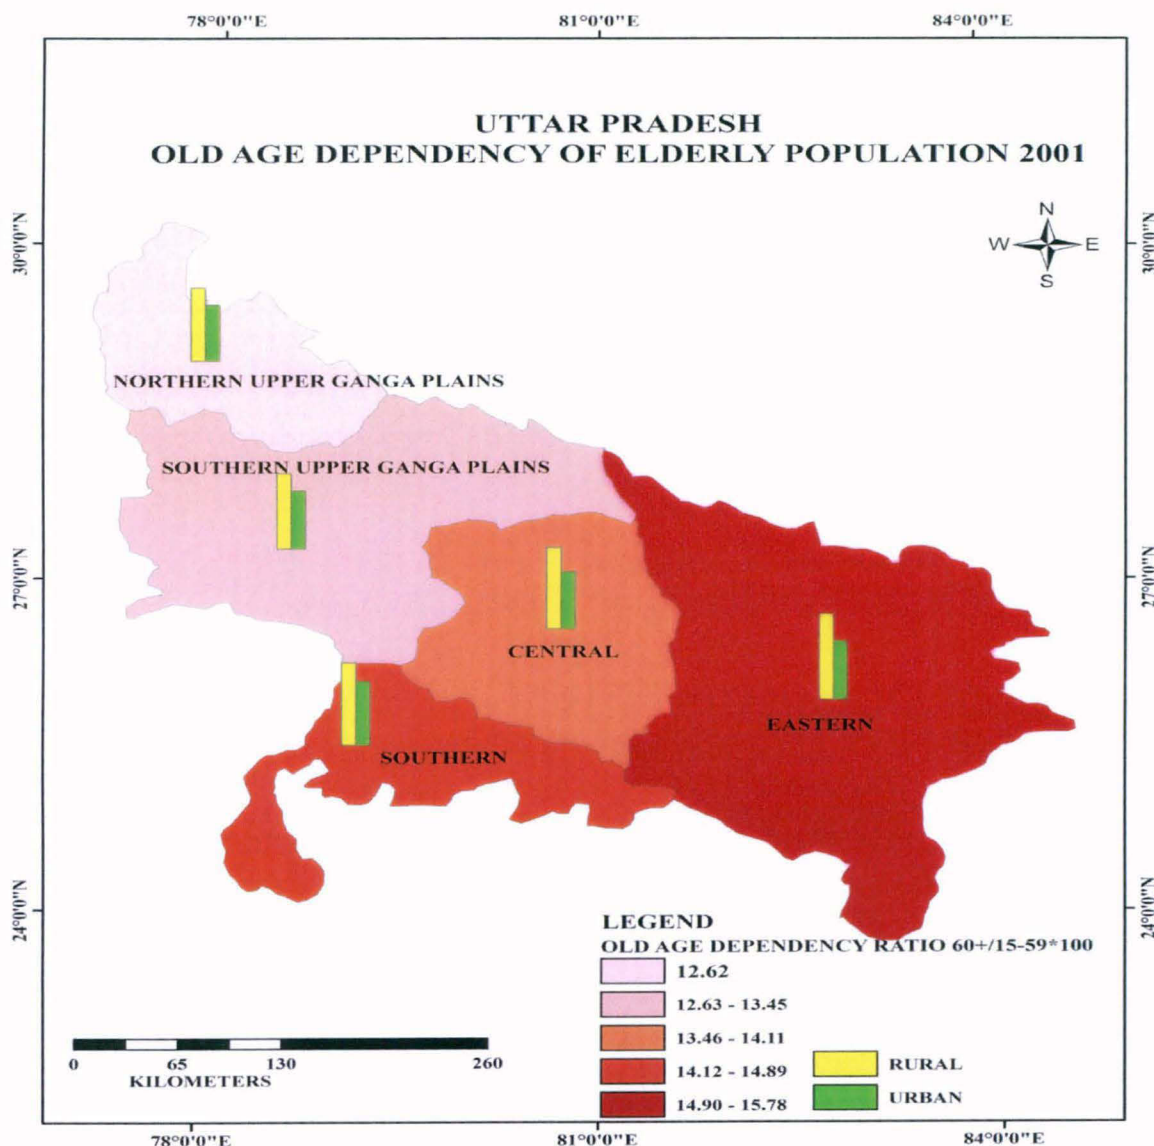 78°0'0"E 81°0'0"E 84°0'0"E
UTTAR PRADESH
OLD AGE DEPENDENCY OF ELDERLY POPULATION 2001
N
W E
S
30°0'0"N 30°0'0"N
NORTHERN UPPER GANGA PLAINS
SOUTHERN UPPER GANGA PLAINS
27°0'0"N 27°0'0"N
CENTRAL
EASTERN
SOUTHERN
24°0'0"N 24°0'0"N
LEGEND
OLD AGE DEPENDENCY RATIO 60+/15-59*100
12.62
12.63 - 13.45
13.46 - 14.11
14.12 - 14.89
14.90 - 15.78
RURAL
URBAN
0 65 130 260
KILOMETERS
78°0'0"E 81°0'0"E 84°0'0"E